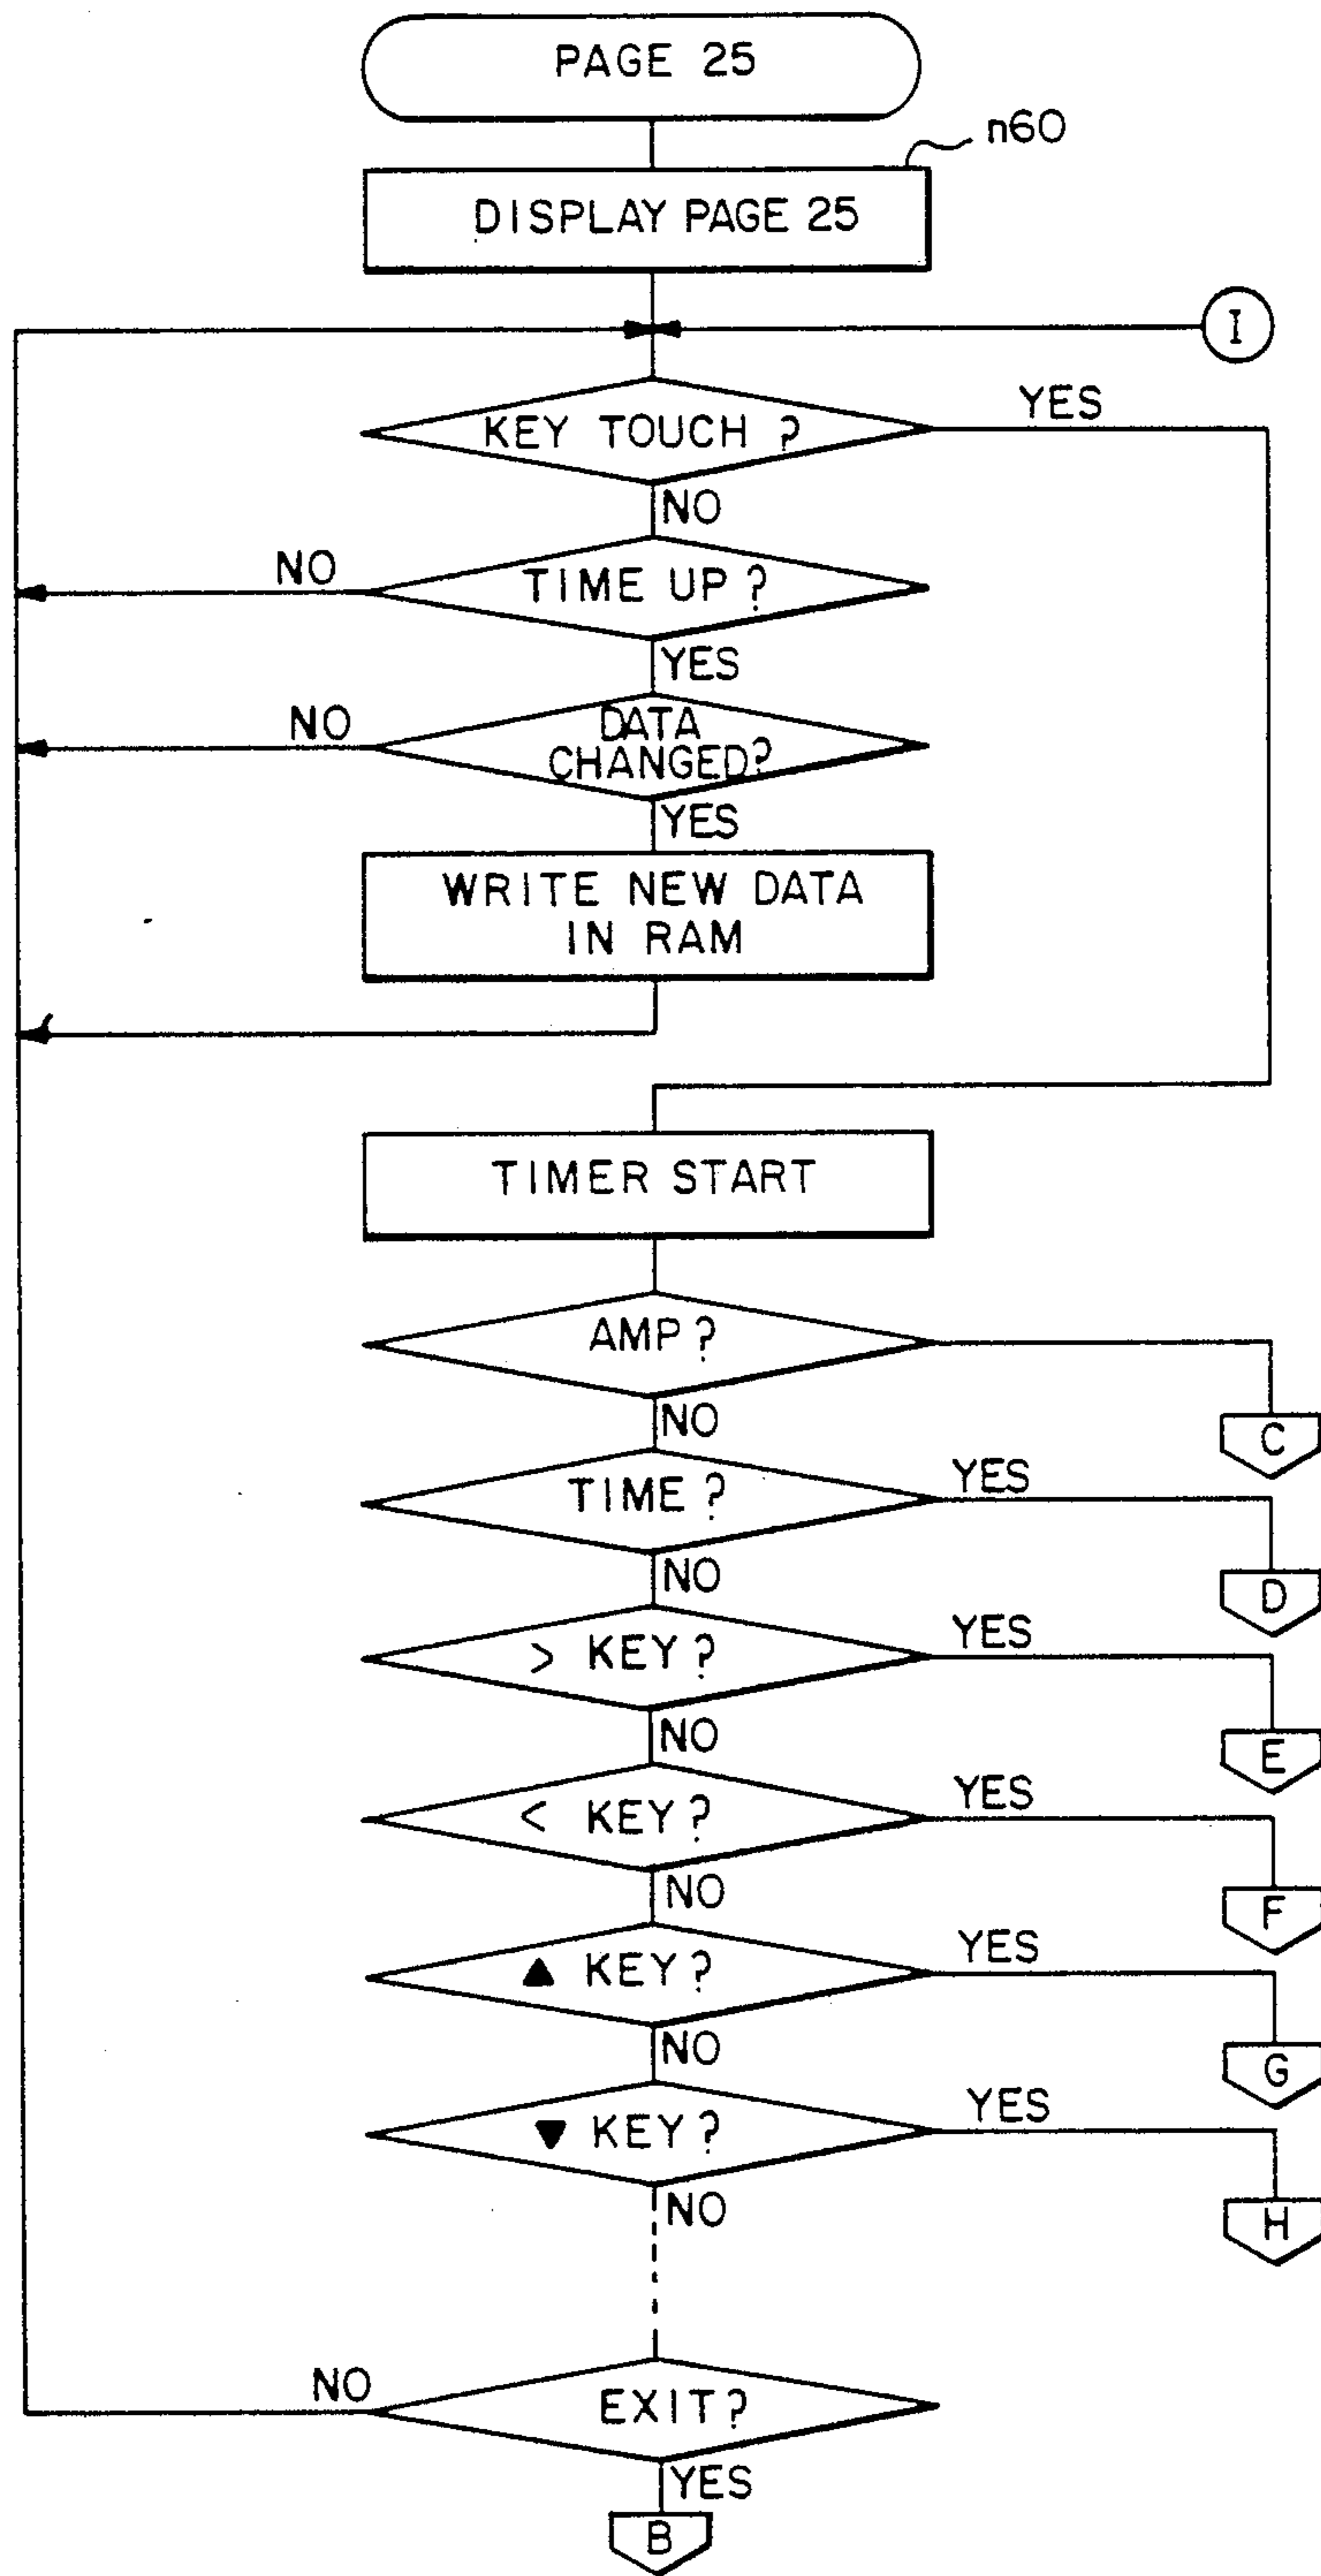 PAGE 25
n60
DISPLAY PAGE 25
I
KEY TOUCH ?
YES
NO
TIME UP ?
NO
YES
DATA
CHANGED?
NO
YES
WRITE NEW DATA
IN RAM
TIMER START
AMP ?
NO
C
TIME ?
YES
NO
D
> KEY ?
YES
NO
E
< KEY ?
YES
NO
F
▲ KEY ?
YES
NO
G
▼ KEY ?
YES
NO
H
EXIT?
NO
YES
B